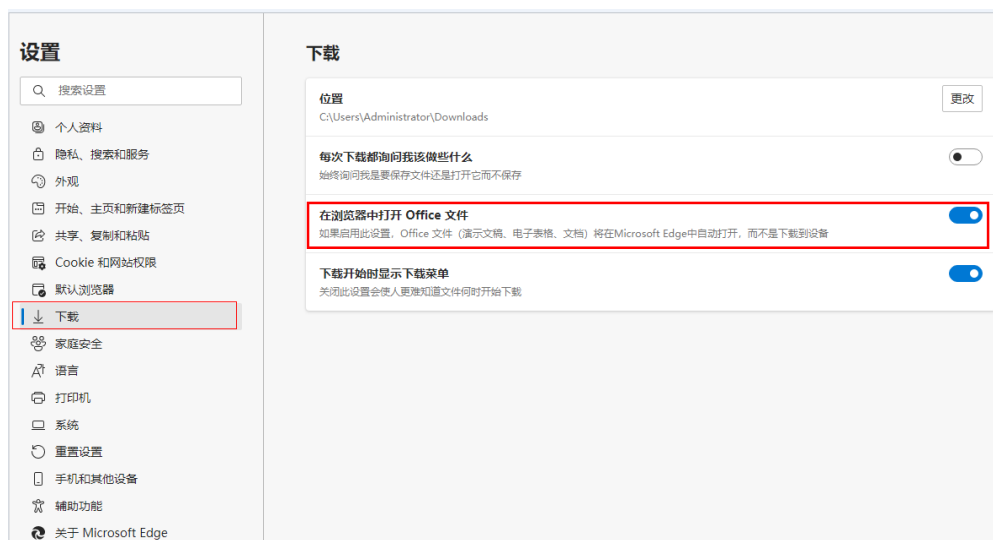 设置
搜索设置
个人资料
隐私、搜索和服务
外观
开始、主页和新建标签页
共享、复制和粘贴
Cookie 和网站权限
默认浏览器
下载
家庭安全
语言
打印机
系统
重置设置
手机和其他设备
辅助功能
关于 Microsoft Edge
下载
位置
更改
C:\Users\Administrator\Downloads
每次下载都询问我该做些什么
始终询问我是要保存文件还是打开它而不保存
在浏览器中打开 Office 文件
如果启用此设置，Office 文件（演示文稿、电子表格、文档）将在Microsoft Edge中自动打开，而不是下载到设备
下载开始时显示下载菜单
关闭此设置会使人更难知道文件何时开始下载